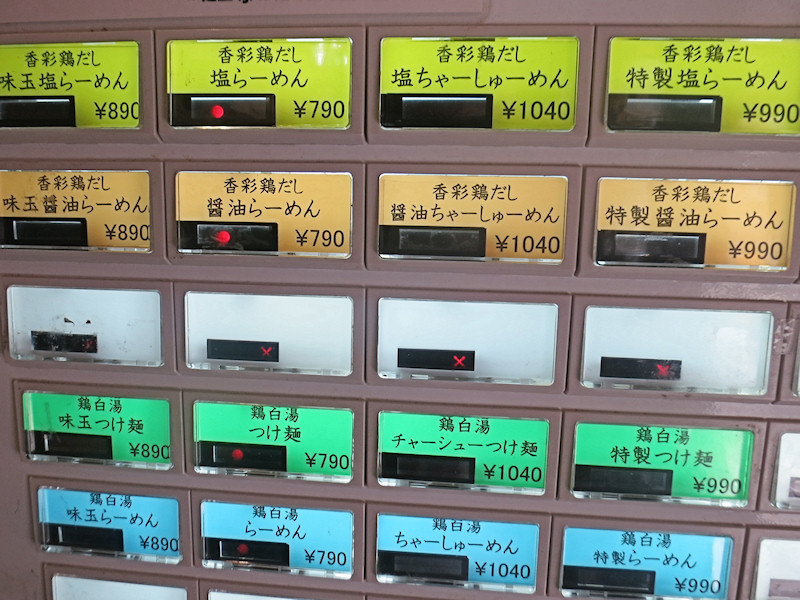 香彩鶏だし
味玉塩らーめん
¥890
香彩鶏だし
塩らーめん
¥790
香彩鶏だし
塩ちゃーしゅーめん
¥1040
香彩鶏だし
特製塩らーめん
¥990
香彩鶏だし
味玉醤油らーめん
¥890
香彩鶏だし
醤油らーめん
¥790
香彩鶏だし
醤油ちゃーしゅーめん
¥1040
香彩鶏だし
特製醤油らーめん
¥990
鶏白湯
味玉つけ麺
¥890
鶏白湯
つけ麺
¥790
鶏白湯
チャーシューつけ麺
¥1040
鶏白湯
特製つけ麺
¥990
鶏白湯
味玉らーめん
¥890
鶏白湯
らーめん
¥790
鶏白湯
ちゃーしゅーめん
¥1040
鶏白湯
特製らーめん
¥990